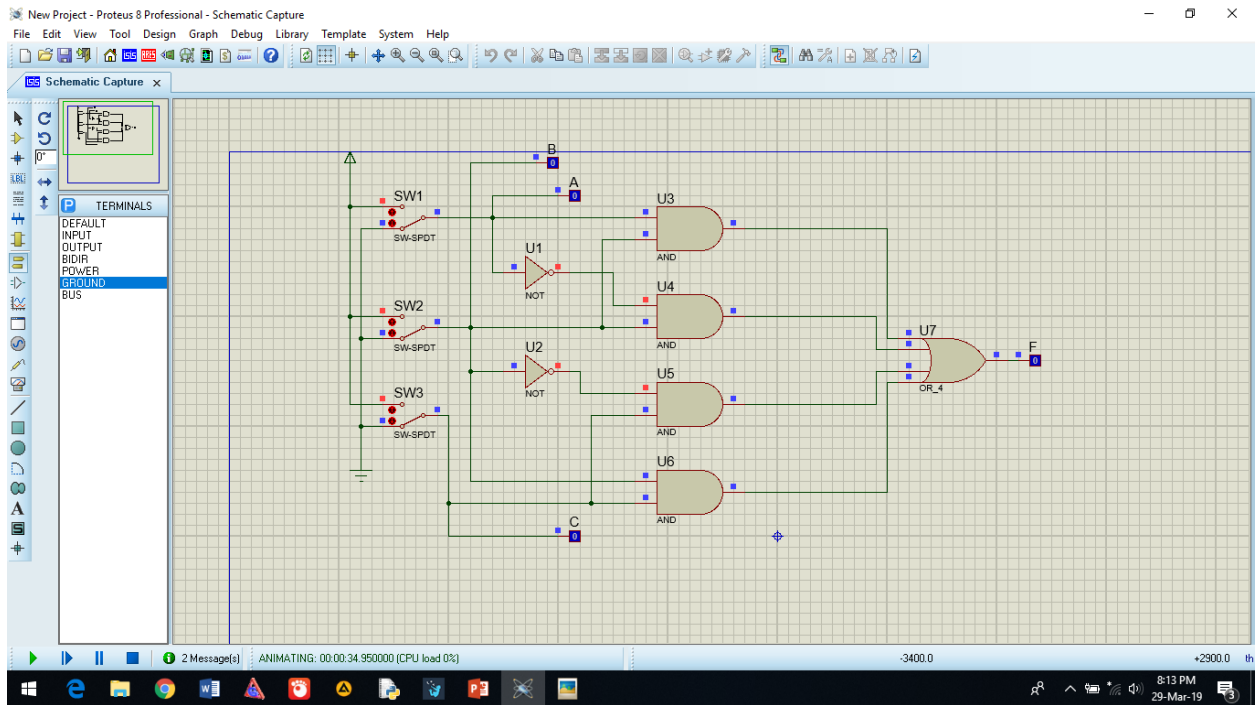 New Project - Proteus 8 Professional - Schematic Capture
File Edit View Tool Design Graph Debug Library Template System Help
Schematic Capture
0°
LBL
P TERMINALS
DEFAULT
INPUT
OUTPUT
BIDIR
POWER
GROUND
BUS
A
S
B
0
A
0
SW1
SW-SPDT
U3
AND
U1
NOT
U4
AND
SW2
SW-SPDT
U2
NOT
U7
OR_4
F
0
U5
AND
SW3
SW-SPDT
U6
AND
C
0
2 Message(s)
ANIMATING: 00:00:34.950000 (CPU load 0%)
-3400.0
+2900.0
th
8:13 PM
29-Mar-19
3